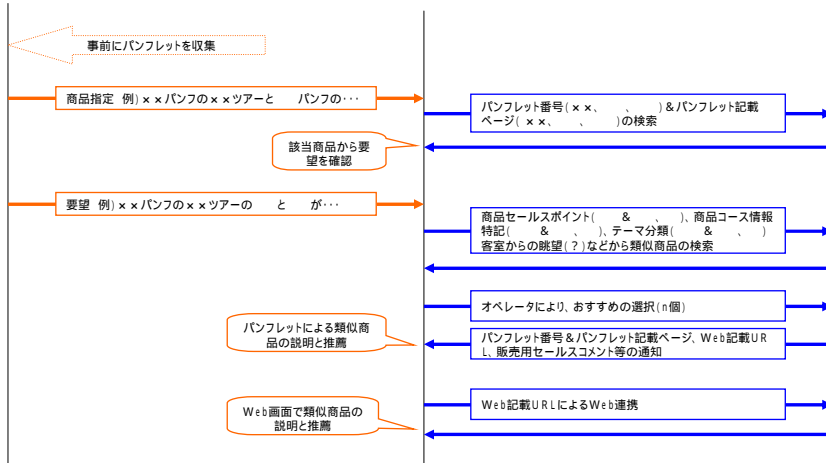 事前にパンフレットを収集
商品指定 例)××パンフの××ツアーと パンフの･･･
パンフレット番号(××、 、 )&パンフレット記載
ページ( ××、 、 )の検索
該当商品から要
望を確認
要望 例)××パンフの××ツアーの と が･･･
商品セールスポイント( & 、 )、商品コース情報
特記( & 、 )、テーマ分類( & 、 )
客室からの眺望(？)などから類似商品の検索
オペレータにより、おすすめの選択(n個)
パンフレットによる類似商
品の説明と推薦
パンフレット番号&パンフレット記載ページ、Web記載UR
L、販売用セールスコメント等の通知
Web画面で類似商品の
説明と推薦
Web記載URLによるWeb連携